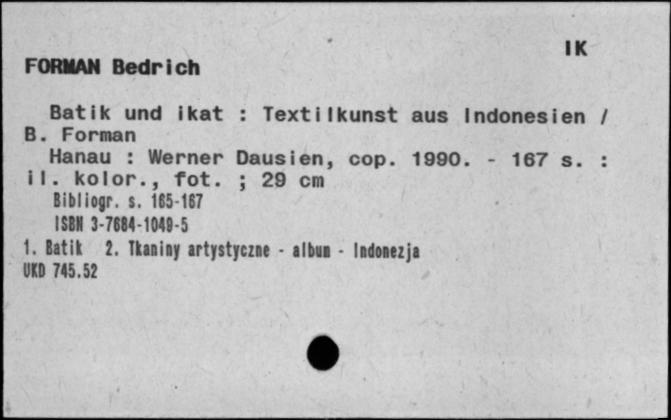 IK
FORMAN Bedrich
Batik und ikat : Textilkunst aus Indonesien /
B. Forman
Hanau : Werner Dausien, cop. 1990. - 167 s. :
il. kolor., fot. ; 29 cm
Bibliogr. s. 165-167
ISBN 3-7684-1049-5
1. Batik 2. Tkaniny artystyczne - album - Indonezja
UKD 745.52